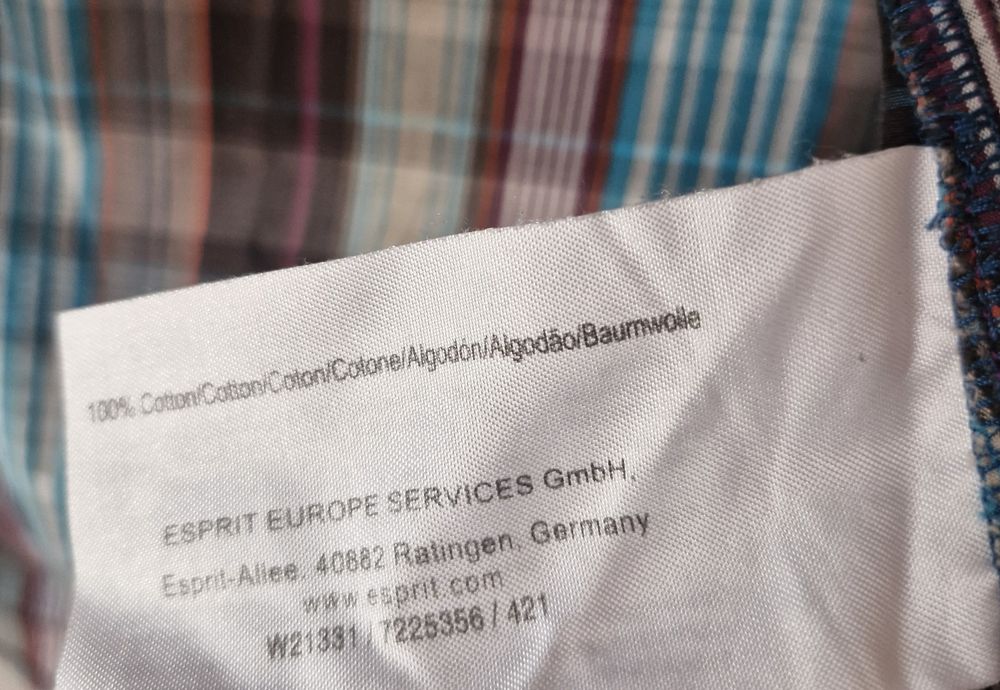 100% Cotton/Cotton/Coton/Cotone/Algodón/Algodão/Baumwolle
ESPRIT EUROPE SERVICES GmbH,
Esprit-Allee, 40882 Ratingen, Germany
www.esprit.com
W21331 / 7225356 / 421